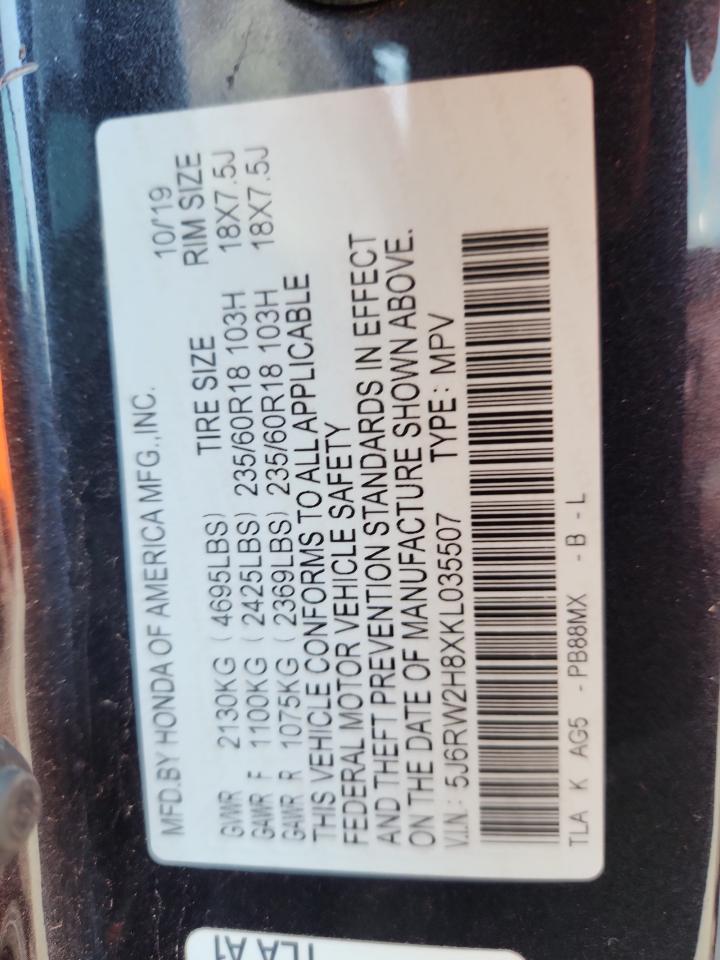 MFD.BY HONDA OF AMERICA MFG.,INC. 10/19
GVWR 2130KG ( 4695LBS) TIRE SIZE RIM SIZE
GAWR F 1100KG ( 2425LBS) 235/60R18 103H 18X7.5J
GAWR R 1075KG ( 2369LBS) 235/60R18 103H 18X7.5J
THIS VEHICLE CONFORMS TO ALL APPLICABLE
FEDERAL MOTOR VEHICLE SAFETY
AND THEFT PREVENTION STANDARDS IN EFFECT
ON THE DATE OF MANUFACTURE SHOWN ABOVE.
V.I.N.: 5J6RW2H8XKL035507 TYPE: MPV
TLA K AG5 - PB88MX - B - L
TLA A1